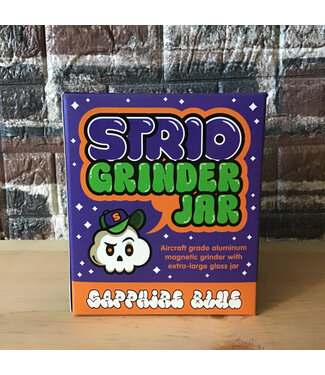 STRIO
GRINDER
JAR
S
Aircraft grade aluminum
magnetic grinder with
extra-large glass jar
SAPPHIRE BLUE